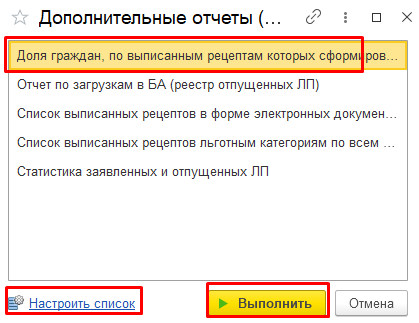 Дополнительные отчеты (...
Доля граждан, по выписанным рецептам которых сформиров...
Отчет по загрузкам в БА (реестр отпущенных ЛП)
Список выписанных рецептов в форме электронных докумен...
Список выписанных рецептов льготным категориям по всем ...
Статистика заявленных и отпущенных ЛП
Настроить список Выполнить Отмена